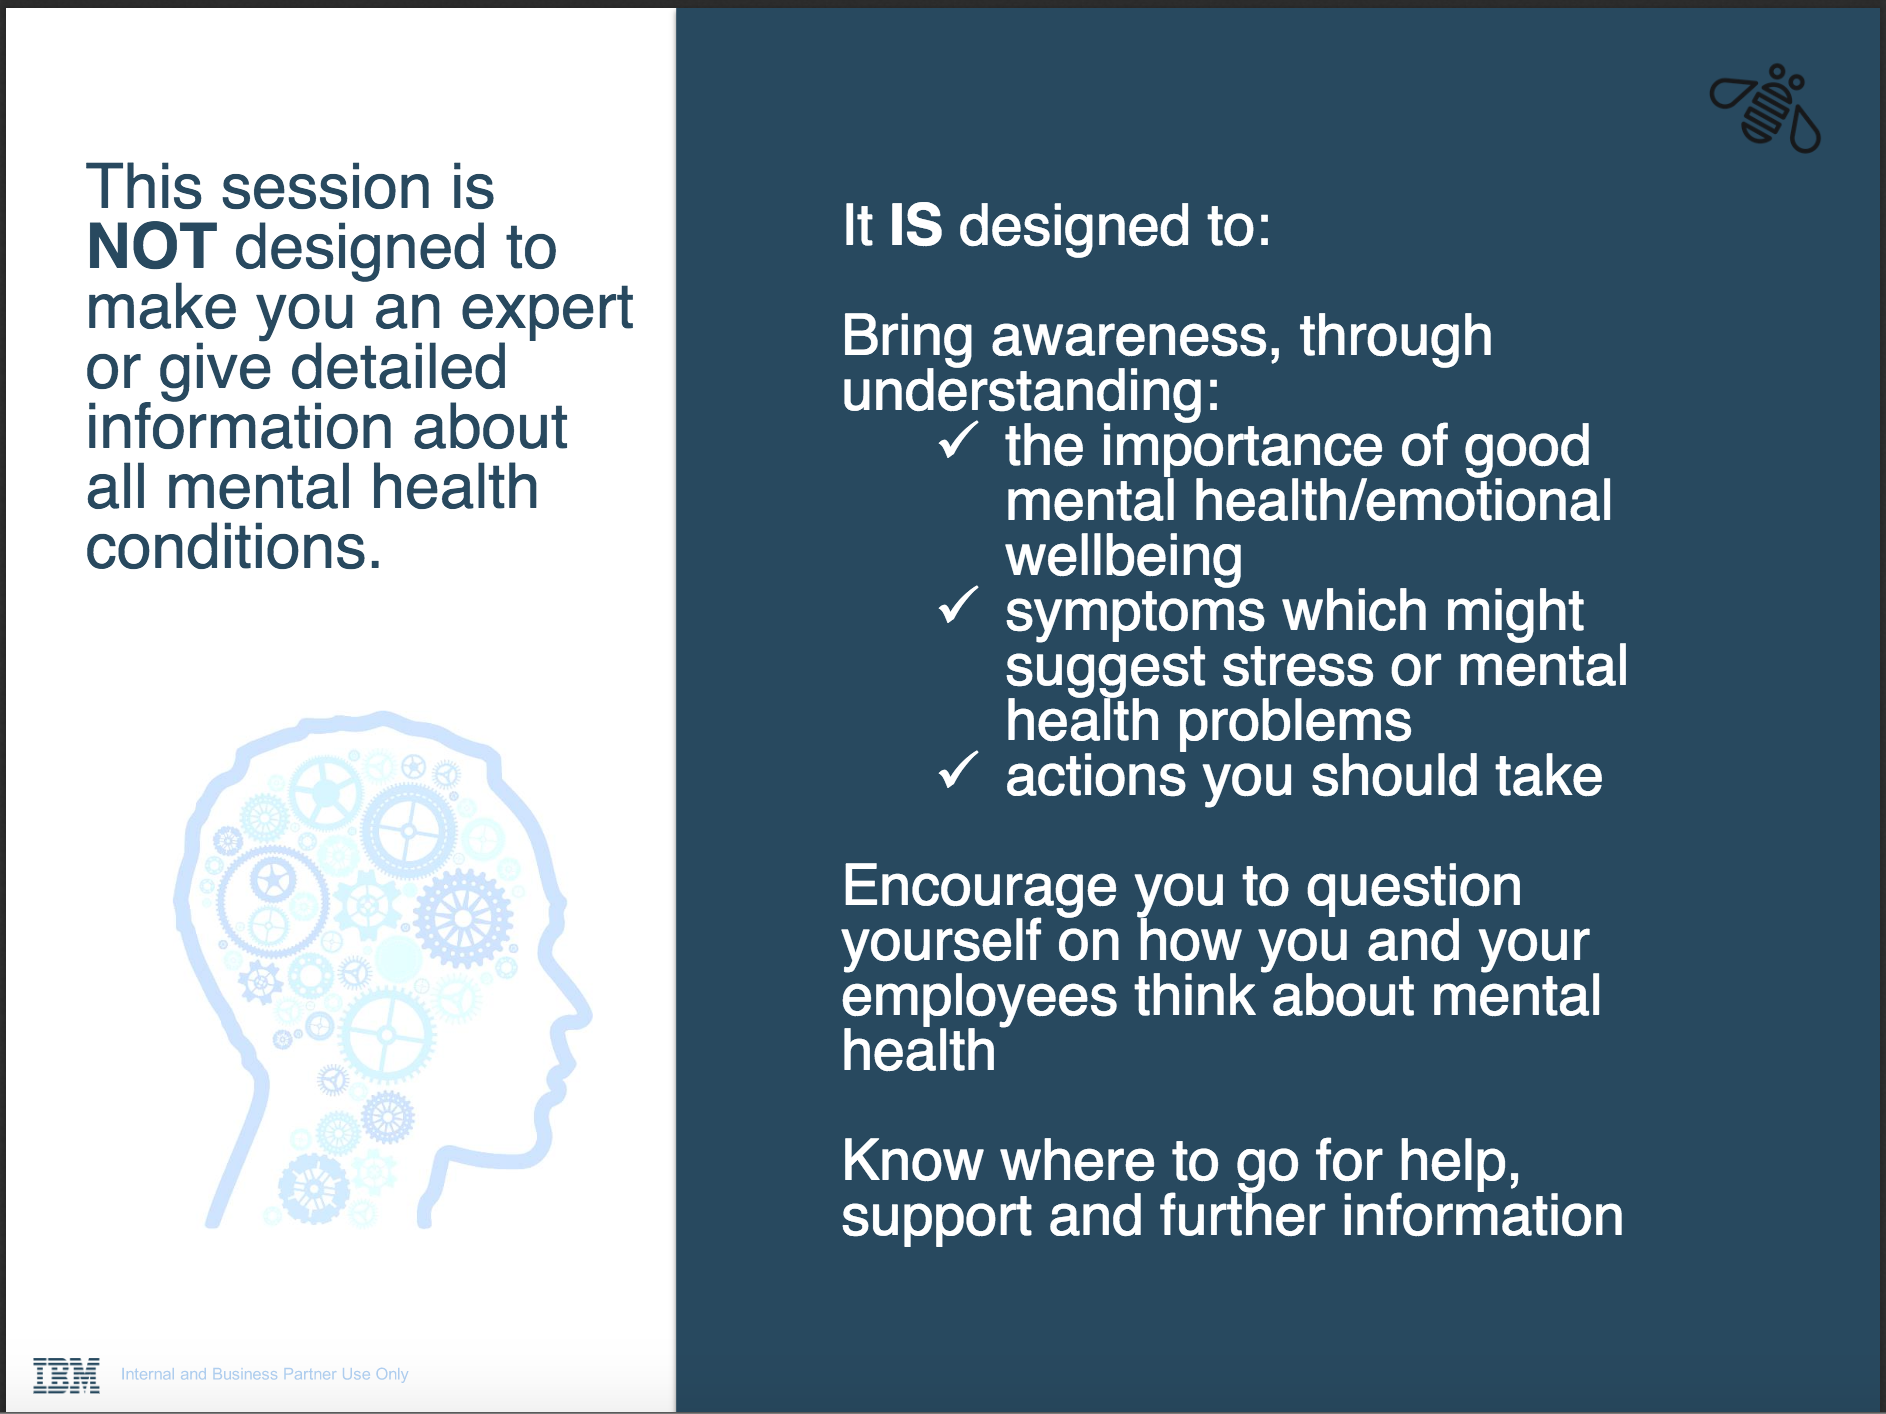 This session is
NOT designed to
make you an expert
or give detailed
information about
all mental health
conditions.
It IS designed to:
Bring awareness, through
understanding:
✓ the importance of good
mental health/emotional
wellbeing
✓ symptoms which might
suggest stress or mental
health problems
✓ actions you should take
Encourage you to question
yourself on how you and your
employees think about mental
health
Know where to go for help,
support and further information
IBM
Internal and Business Partner Use Only